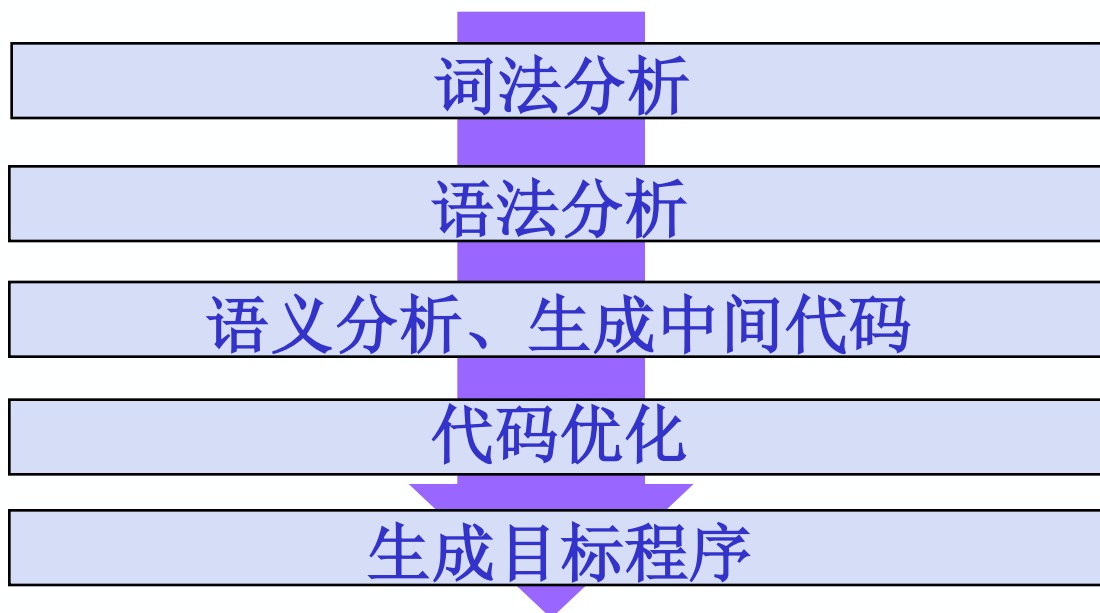 词法分析
语法分析
语义分析、生成中间代码
代码优化
生成目标程序